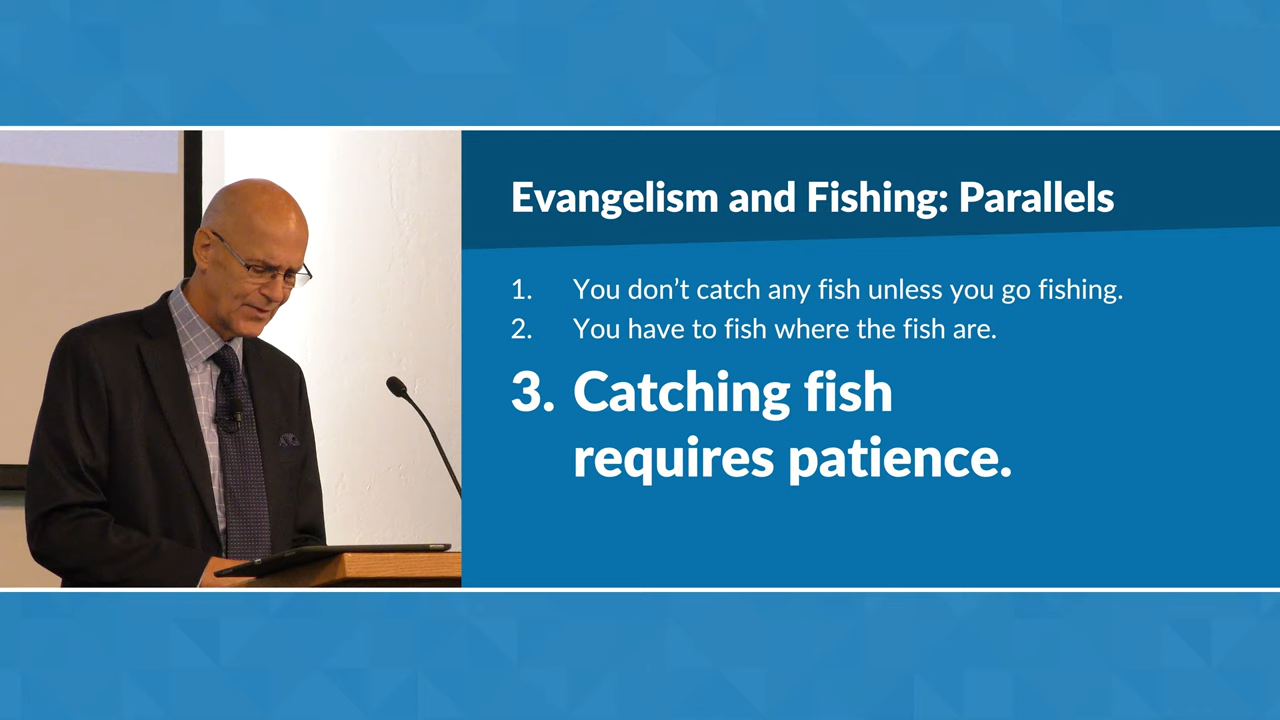 Evangelism and Fishing: Parallels
1. You don’t catch any fish unless you go fishing.
2. You have to fish where the fish are.
3. Catching fish
requires patience.